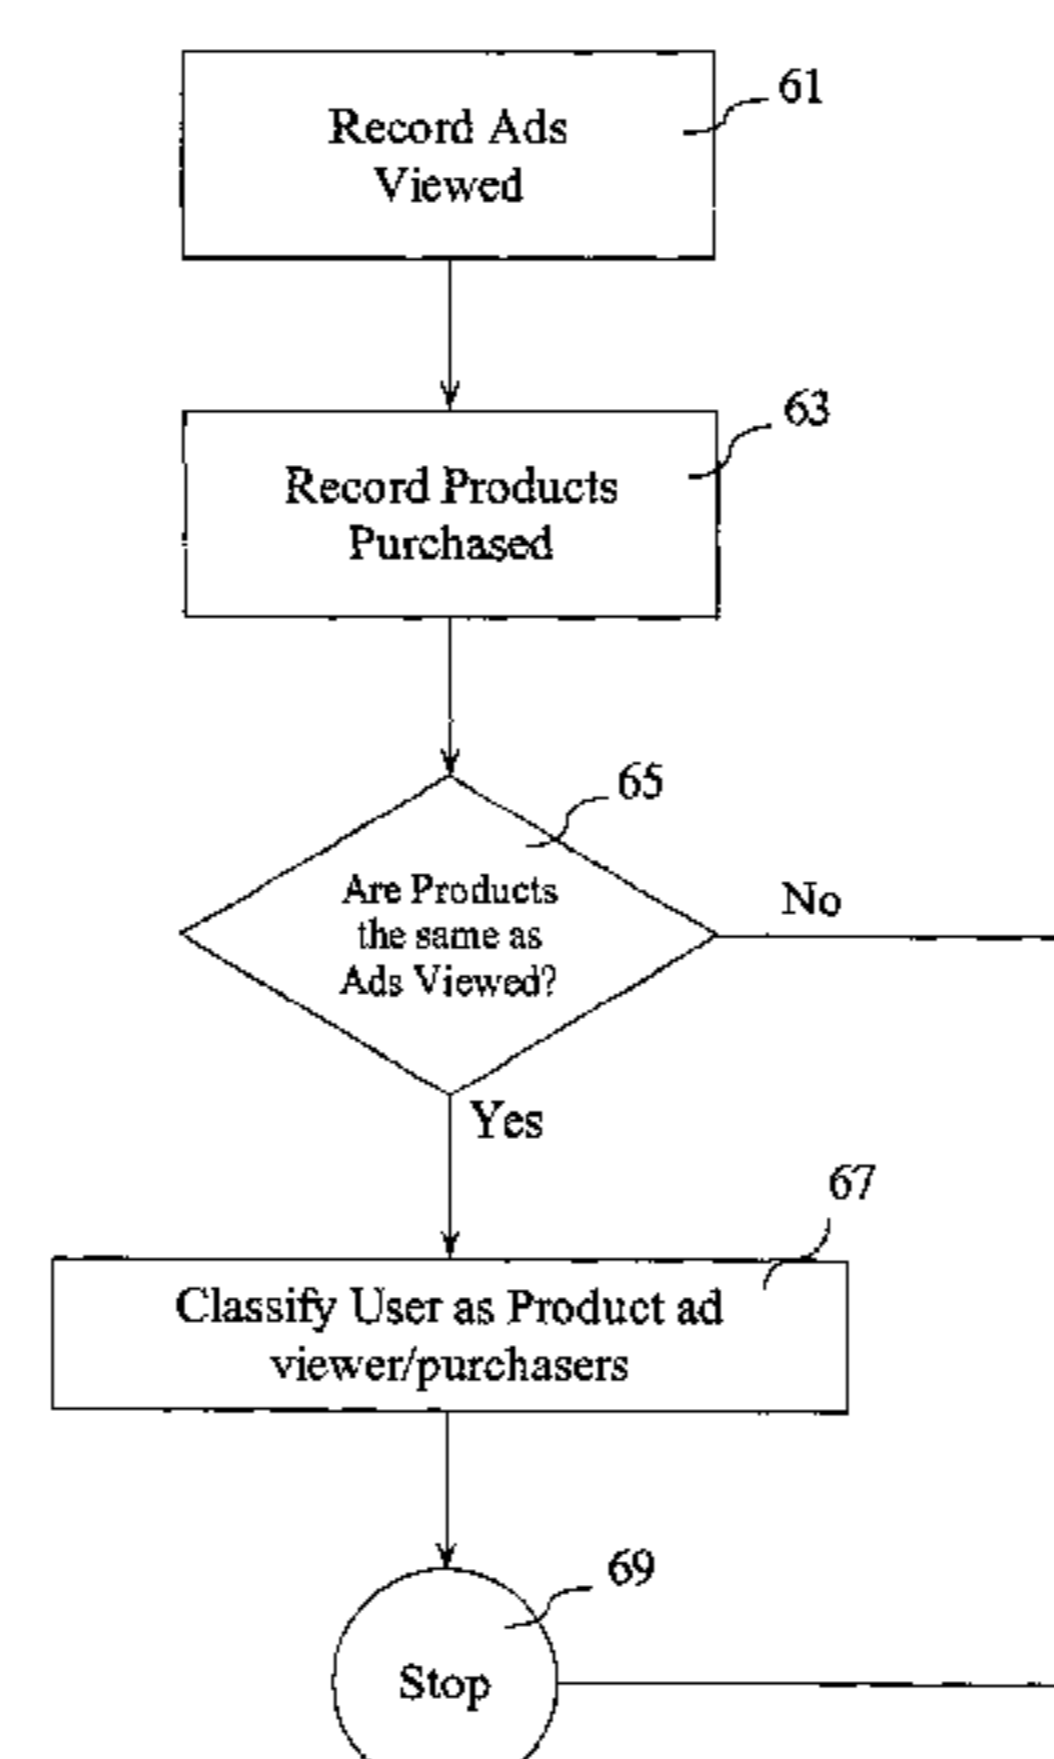 61
Record Ads
Viewed
63
Record Products
Purchased
65
Are Products
the same as
Ads Viewed?
No
Yes
67
Classify User as Product ad
viewer/purchasers
69
Stop